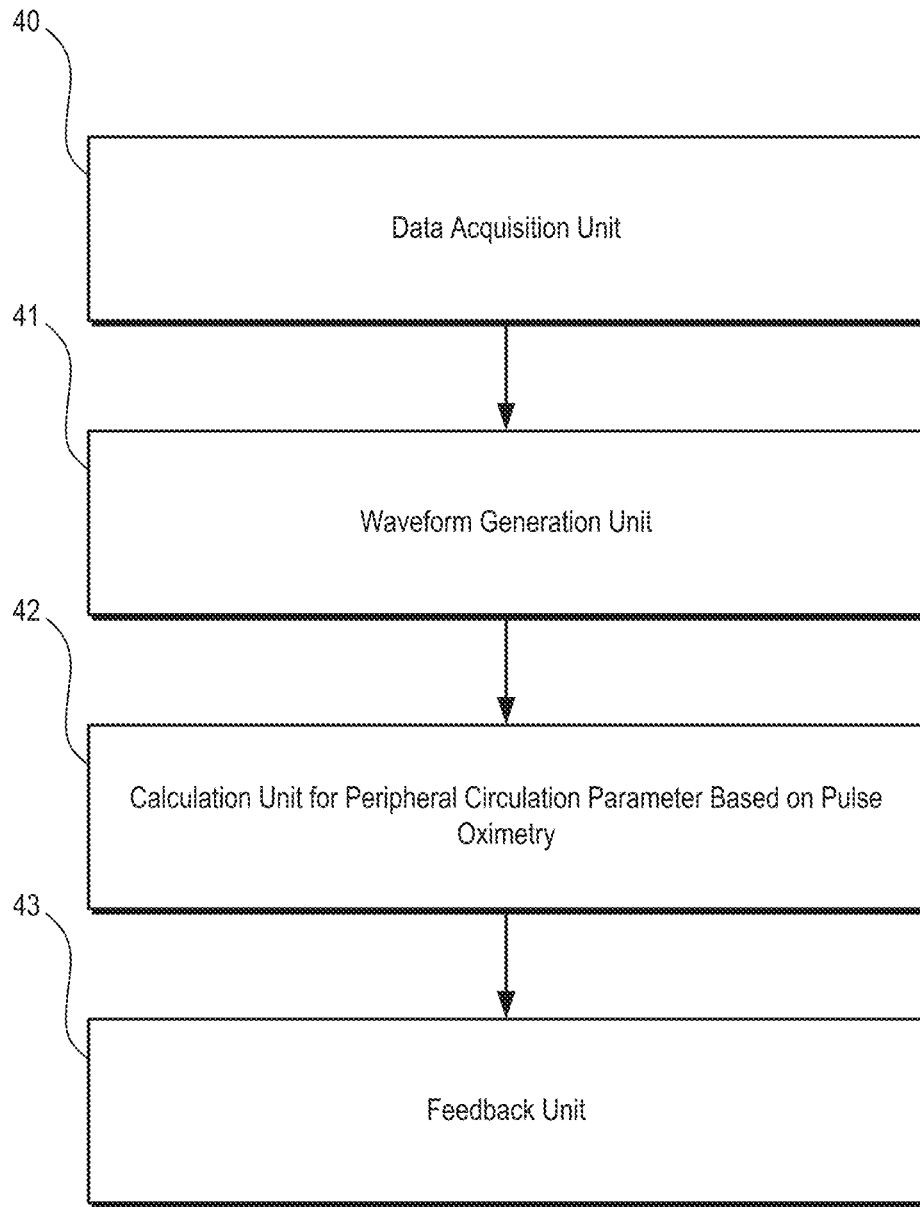 40
Data Acquisition Unit
41
Waveform Generation Unit
42
Calculation Unit for Peripheral Circulation Parameter Based on Pulse
Oximetry
43
Feedback Unit